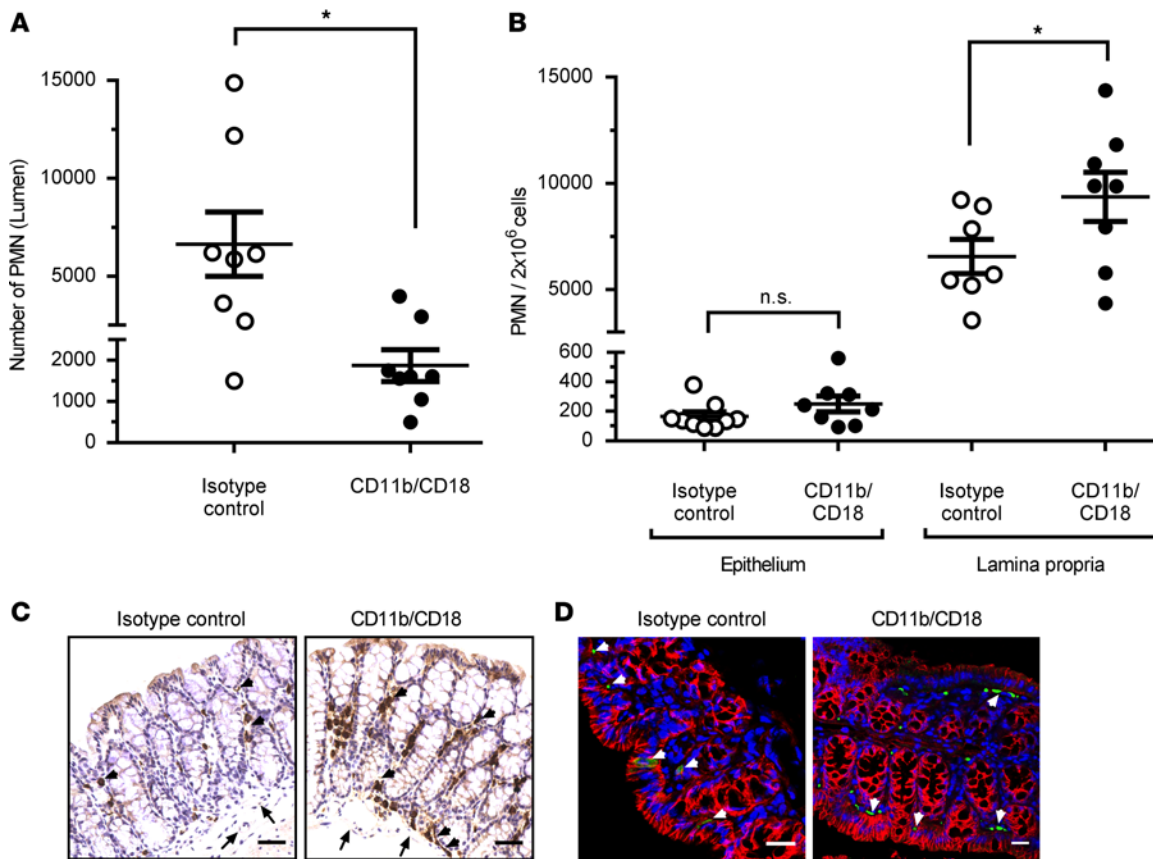 A
*
Number of PMN (Lumen)
15000
10000
5000
2000
1000
0
Isotype
control
CD11b/CD18
B
*
n.s.
PMN / 2x10⁶ cells
15000
10000
5000
600
400
200
0
Isotype
control
CD11b/
CD18
Isotype
control
CD11b/
CD18
Epithelium
Lamina propria
C
Isotype control
CD11b/CD18
D
Isotype control
CD11b/CD18